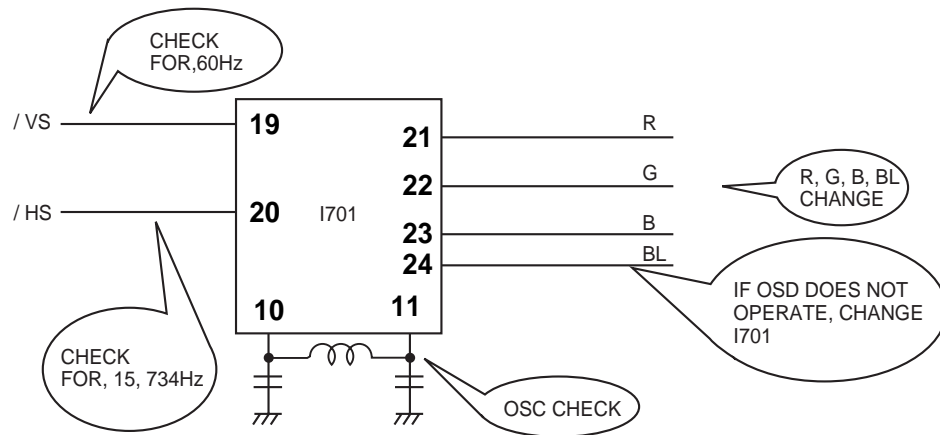 CHECK
FOR,60Hz
/ VS
19
21
R
22
G
R, G, B, BL
CHANGE
/ HS
20
I701
23
B
24
BL
10
11
IF OSD DOES NOT
OPERATE, CHANGE
I701
CHECK
FOR, 15, 734Hz
OSC CHECK